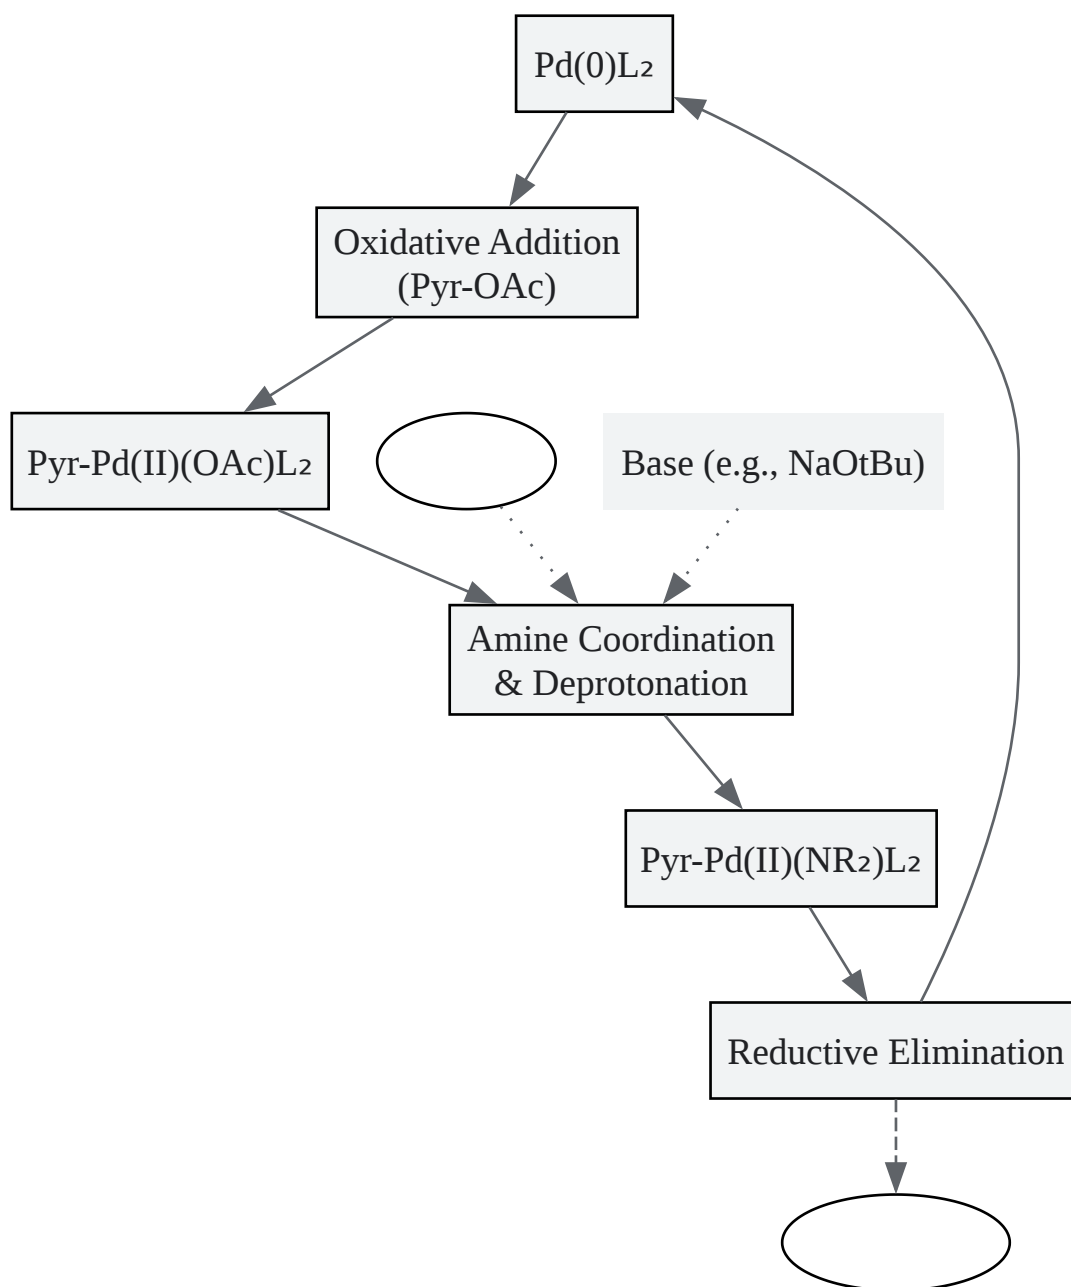 Pd(0)L₂
Oxidative Addition
(Pyr-OAc)
Pyr-Pd(II)(OAc)L₂
Base (e.g., NaOtBu)
Amine Coordination
& Deprotonation
Pyr-Pd(II)(NR₂)L₂
Reductive Elimination